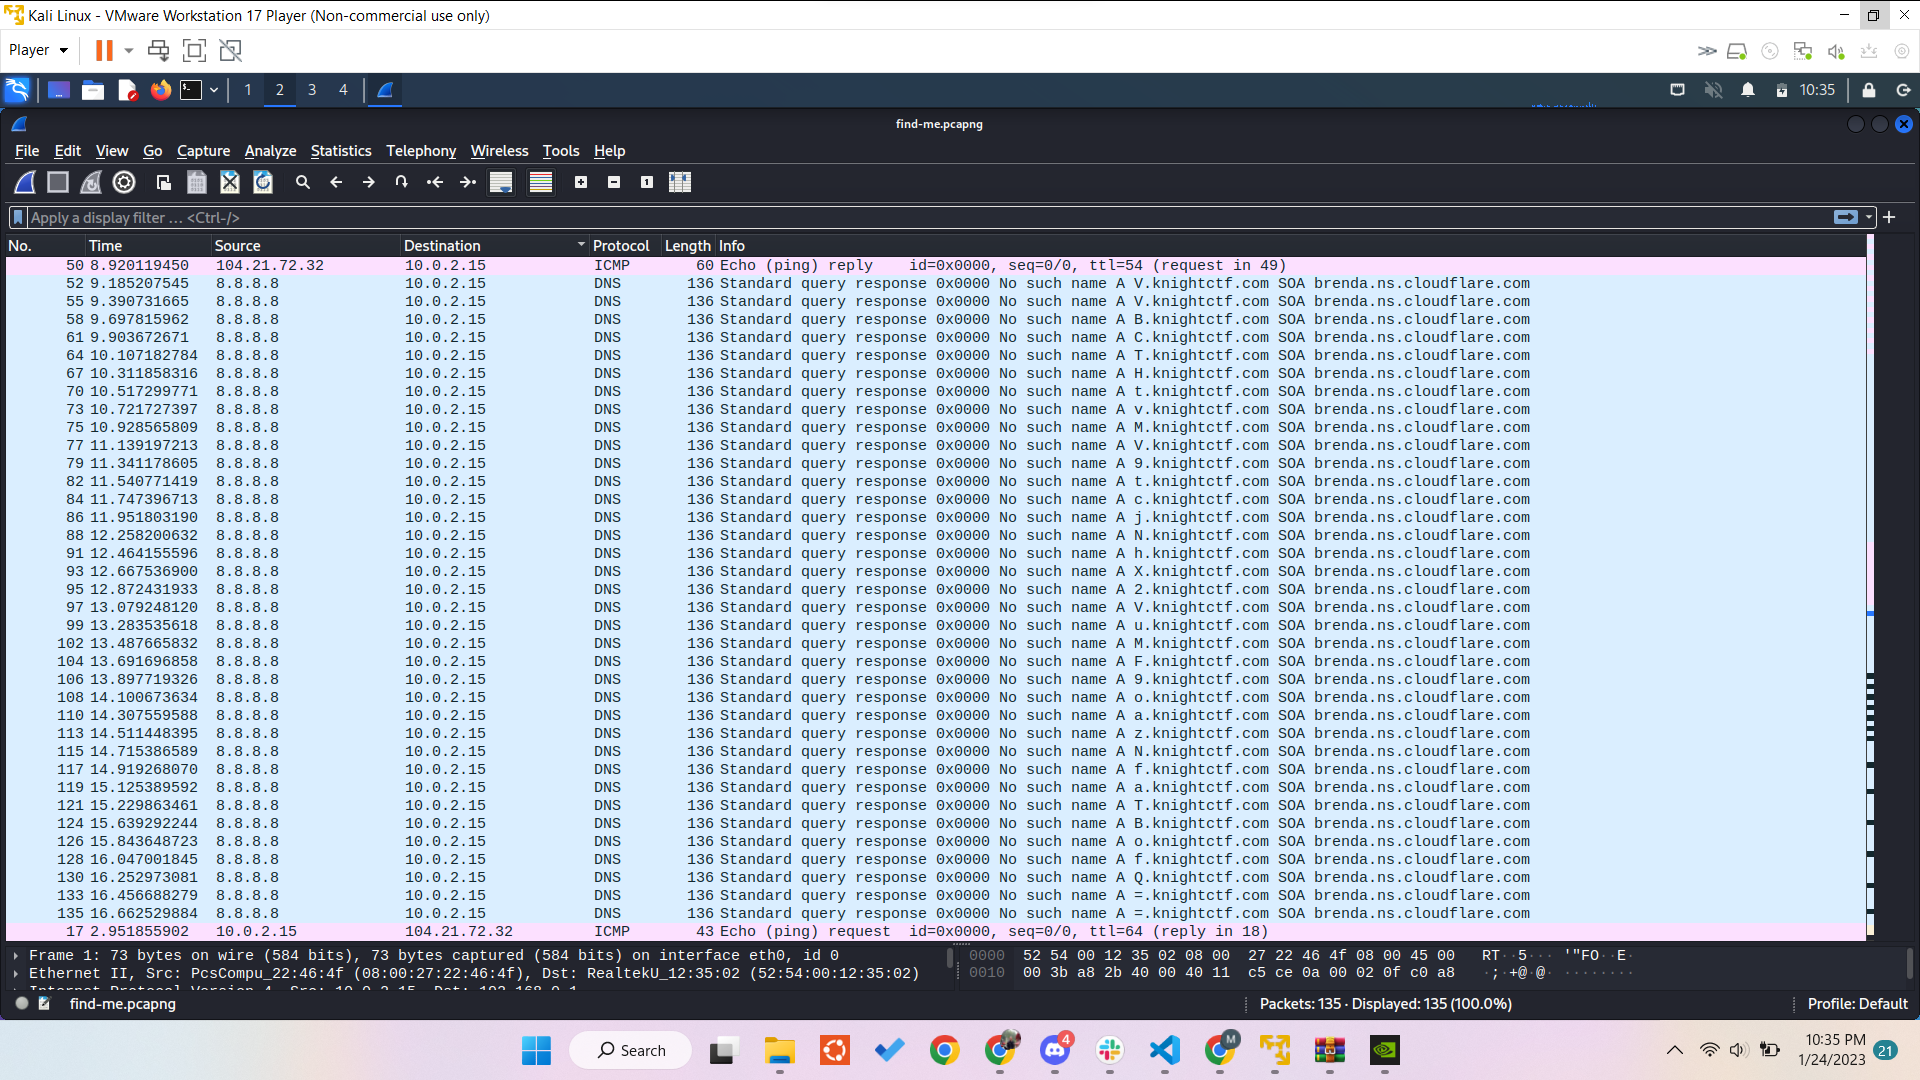 Kali Linux - VMware Workstation 17 Player (Non-commercial use only)
Player
1 2 3 4 10:35
find-me.pcapng
File Edit View Go Capture Analyze Statistics Telephony Wireless Tools Help
Apply a display filter … <Ctrl-/>
No. Time Source Destination Protocol Length Info
50 8.920119450 104.21.72.32 10.0.2.15 ICMP 60 Echo (ping) reply id=0x0000, seq=0/0, ttl=54 (request in 49)
52 9.185207545 8.8.8.8 10.0.2.15 DNS 136 Standard query response 0x0000 No such name A V.knightctf.com SOA brenda.ns.cloudflare.com
55 9.390731665 8.8.8.8 10.0.2.15 DNS 136 Standard query response 0x0000 No such name A V.knightctf.com SOA brenda.ns.cloudflare.com
58 9.697815962 8.8.8.8 10.0.2.15 DNS 136 Standard query response 0x0000 No such name A B.knightctf.com SOA brenda.ns.cloudflare.com
61 9.903672671 8.8.8.8 10.0.2.15 DNS 136 Standard query response 0x0000 No such name A C.knightctf.com SOA brenda.ns.cloudflare.com
64 10.107182784 8.8.8.8 10.0.2.15 DNS 136 Standard query response 0x0000 No such name A T.knightctf.com SOA brenda.ns.cloudflare.com
67 10.311858316 8.8.8.8 10.0.2.15 DNS 136 Standard query response 0x0000 No such name A H.knightctf.com SOA brenda.ns.cloudflare.com
70 10.517299771 8.8.8.8 10.0.2.15 DNS 136 Standard query response 0x0000 No such name A t.knightctf.com SOA brenda.ns.cloudflare.com
73 10.721727397 8.8.8.8 10.0.2.15 DNS 136 Standard query response 0x0000 No such name A v.knightctf.com SOA brenda.ns.cloudflare.com
75 10.928565809 8.8.8.8 10.0.2.15 DNS 136 Standard query response 0x0000 No such name A M.knightctf.com SOA brenda.ns.cloudflare.com
77 11.139197213 8.8.8.8 10.0.2.15 DNS 136 Standard query response 0x0000 No such name A V.knightctf.com SOA brenda.ns.cloudflare.com
79 11.341178605 8.8.8.8 10.0.2.15 DNS 136 Standard query response 0x0000 No such name A 9.knightctf.com SOA brenda.ns.cloudflare.com
82 11.540771419 8.8.8.8 10.0.2.15 DNS 136 Standard query response 0x0000 No such name A t.knightctf.com SOA brenda.ns.cloudflare.com
84 11.747396713 8.8.8.8 10.0.2.15 DNS 136 Standard query response 0x0000 No such name A c.knightctf.com SOA brenda.ns.cloudflare.com
86 11.951803190 8.8.8.8 10.0.2.15 DNS 136 Standard query response 0x0000 No such name A j.knightctf.com SOA brenda.ns.cloudflare.com
88 12.258200632 8.8.8.8 10.0.2.15 DNS 136 Standard query response 0x0000 No such name A N.knightctf.com SOA brenda.ns.cloudflare.com
91 12.464155596 8.8.8.8 10.0.2.15 DNS 136 Standard query response 0x0000 No such name A h.knightctf.com SOA brenda.ns.cloudflare.com
93 12.667536900 8.8.8.8 10.0.2.15 DNS 136 Standard query response 0x0000 No such name A X.knightctf.com SOA brenda.ns.cloudflare.com
95 12.872431933 8.8.8.8 10.0.2.15 DNS 136 Standard query response 0x0000 No such name A 2.knightctf.com SOA brenda.ns.cloudflare.com
97 13.079248120 8.8.8.8 10.0.2.15 DNS 136 Standard query response 0x0000 No such name A V.knightctf.com SOA brenda.ns.cloudflare.com
99 13.283535618 8.8.8.8 10.0.2.15 DNS 136 Standard query response 0x0000 No such name A u.knightctf.com SOA brenda.ns.cloudflare.com
102 13.487665832 8.8.8.8 10.0.2.15 DNS 136 Standard query response 0x0000 No such name A M.knightctf.com SOA brenda.ns.cloudflare.com
104 13.691696858 8.8.8.8 10.0.2.15 DNS 136 Standard query response 0x0000 No such name A F.knightctf.com SOA brenda.ns.cloudflare.com
106 13.897719326 8.8.8.8 10.0.2.15 DNS 136 Standard query response 0x0000 No such name A 9.knightctf.com SOA brenda.ns.cloudflare.com
108 14.100673634 8.8.8.8 10.0.2.15 DNS 136 Standard query response 0x0000 No such name A o.knightctf.com SOA brenda.ns.cloudflare.com
110 14.307559588 8.8.8.8 10.0.2.15 DNS 136 Standard query response 0x0000 No such name A a.knightctf.com SOA brenda.ns.cloudflare.com
113 14.511448395 8.8.8.8 10.0.2.15 DNS 136 Standard query response 0x0000 No such name A z.knightctf.com SOA brenda.ns.cloudflare.com
115 14.715386589 8.8.8.8 10.0.2.15 DNS 136 Standard query response 0x0000 No such name A N.knightctf.com SOA brenda.ns.cloudflare.com
117 14.919268070 8.8.8.8 10.0.2.15 DNS 136 Standard query response 0x0000 No such name A f.knightctf.com SOA brenda.ns.cloudflare.com
119 15.125389592 8.8.8.8 10.0.2.15 DNS 136 Standard query response 0x0000 No such name A a.knightctf.com SOA brenda.ns.cloudflare.com
121 15.229863461 8.8.8.8 10.0.2.15 DNS 136 Standard query response 0x0000 No such name A T.knightctf.com SOA brenda.ns.cloudflare.com
124 15.639292244 8.8.8.8 10.0.2.15 DNS 136 Standard query response 0x0000 No such name A B.knightctf.com SOA brenda.ns.cloudflare.com
126 15.843648723 8.8.8.8 10.0.2.15 DNS 136 Standard query response 0x0000 No such name A o.knightctf.com SOA brenda.ns.cloudflare.com
128 16.047001845 8.8.8.8 10.0.2.15 DNS 136 Standard query response 0x0000 No such name A f.knightctf.com SOA brenda.ns.cloudflare.com
130 16.252973081 8.8.8.8 10.0.2.15 DNS 136 Standard query response 0x0000 No such name A Q.knightctf.com SOA brenda.ns.cloudflare.com
133 16.456688279 8.8.8.8 10.0.2.15 DNS 136 Standard query response 0x0000 No such name A =.knightctf.com SOA brenda.ns.cloudflare.com
135 16.662529884 8.8.8.8 10.0.2.15 DNS 136 Standard query response 0x0000 No such name A =.knightctf.com SOA brenda.ns.cloudflare.com
17 2.951855902 10.0.2.15 104.21.72.32 ICMP 43 Echo (ping) request id=0x0000, seq=0/0, ttl=64 (reply in 18)
Frame 1: 73 bytes on wire (584 bits), 73 bytes captured (584 bits) on interface eth0, id 0
Ethernet II, Src: PcsCompu_22:46:4f (08:00:27:22:46:4f), Dst: RealtekU_12:35:02 (52:54:00:12:35:02)
0000 52 54 00 12 35 02 08 00 27 22 46 4f 08 00 45 00 RT··5··· '"FO··E·
0010 00 3b a8 2b 40 00 40 11 c5 ce 0a 00 02 0f c0 a8 ·;·+@·@· ········
find-me.pcapng
Packets: 135 · Displayed: 135 (100.0%)
Profile: Default
Search
4
M
10:35 PM
1/24/2023
21